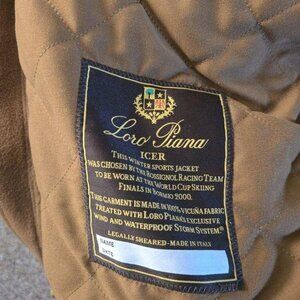 Loro Piana
ICER
THIS WINTER SPORTS JACKET
WAS CHOSEN BY THE ROSSIGNOL RACING TEAM
TO BE WORN AT THE WORLD CUP SKIING
FINALS IN BORMIO 2000.
THIS GARMENT IS MADE IN 100% VICUÑA FABRIC
TREATED WITH LORO PIANA'S EXCLUSIVE
WIND AND WATERPROOF STORM SYSTEM®
LEGALLY SHEARED-MADE IN ITALY
NAME
DATE